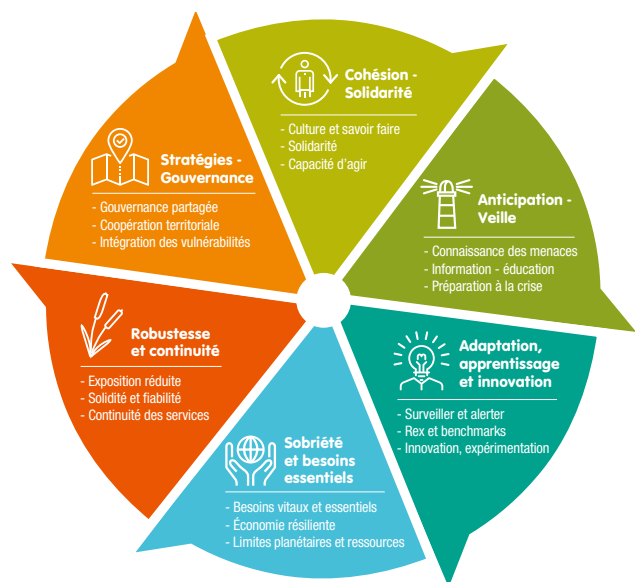 Cohésion -
Solidarité
- Culture et savoir faire
- Solidarité
- Capacité d'agir
Anticipation -
Veille
- Connaissance des menaces
- Information - éducation
- Préparation à la crise
Adaptation,
apprentissage
et innovation
- Surveiller et alerter
- Rex et benchmarks
- Innovation, expérimentation
Sobriété
et besoins
essentiels
- Besoins vitaux et essentiels
- Économie résiliente
- Limites planétaires et ressources
Robustesse
et continuité
- Exposition réduite
- Solidité et fiabilité
- Continuité des services
Stratégies -
Gouvernance
- Gouvernance partagée
- Coopération territoriale
- Intégration des vulnérabilités